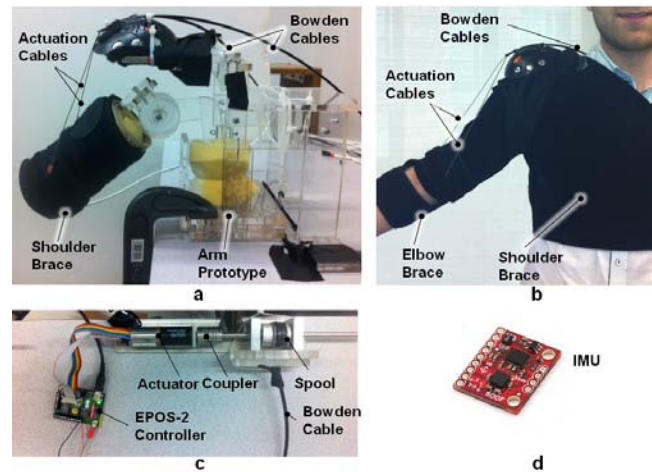 Actuation
Cables
Bowden
Cables
Shoulder
Brace
Arm
Prototype
a
Bowden
Cables
Actuation
Cables
Elbow
Brace
Shoulder
Brace
b
Actuator Coupler
Spool
EPOS-2
Controller
Bowden
Cable
c
IMU
d